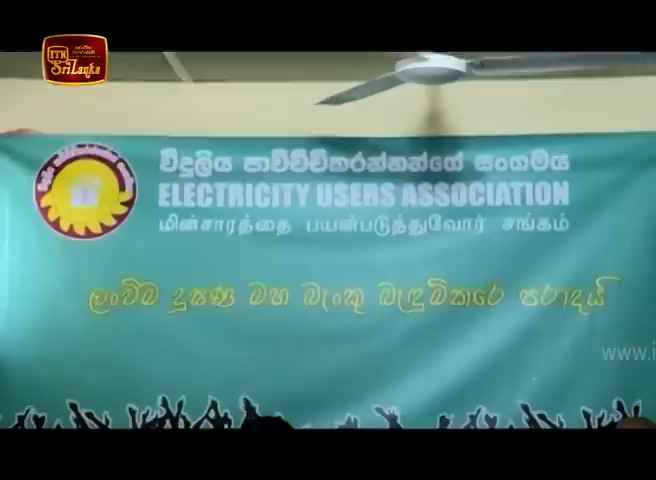 ITN
Sri Lanka
විදුලිය පාවිච්චිකරන්නන්ගේ සංගමය
ELECTRICITY USERS ASSOCIATION
மின்சாரத்தை பயன்படுத்துவோர் சங்கம்
ලංවිම දූෂණ මහ බැංකු බැඳුම්කරේ පරාදයි
www.i